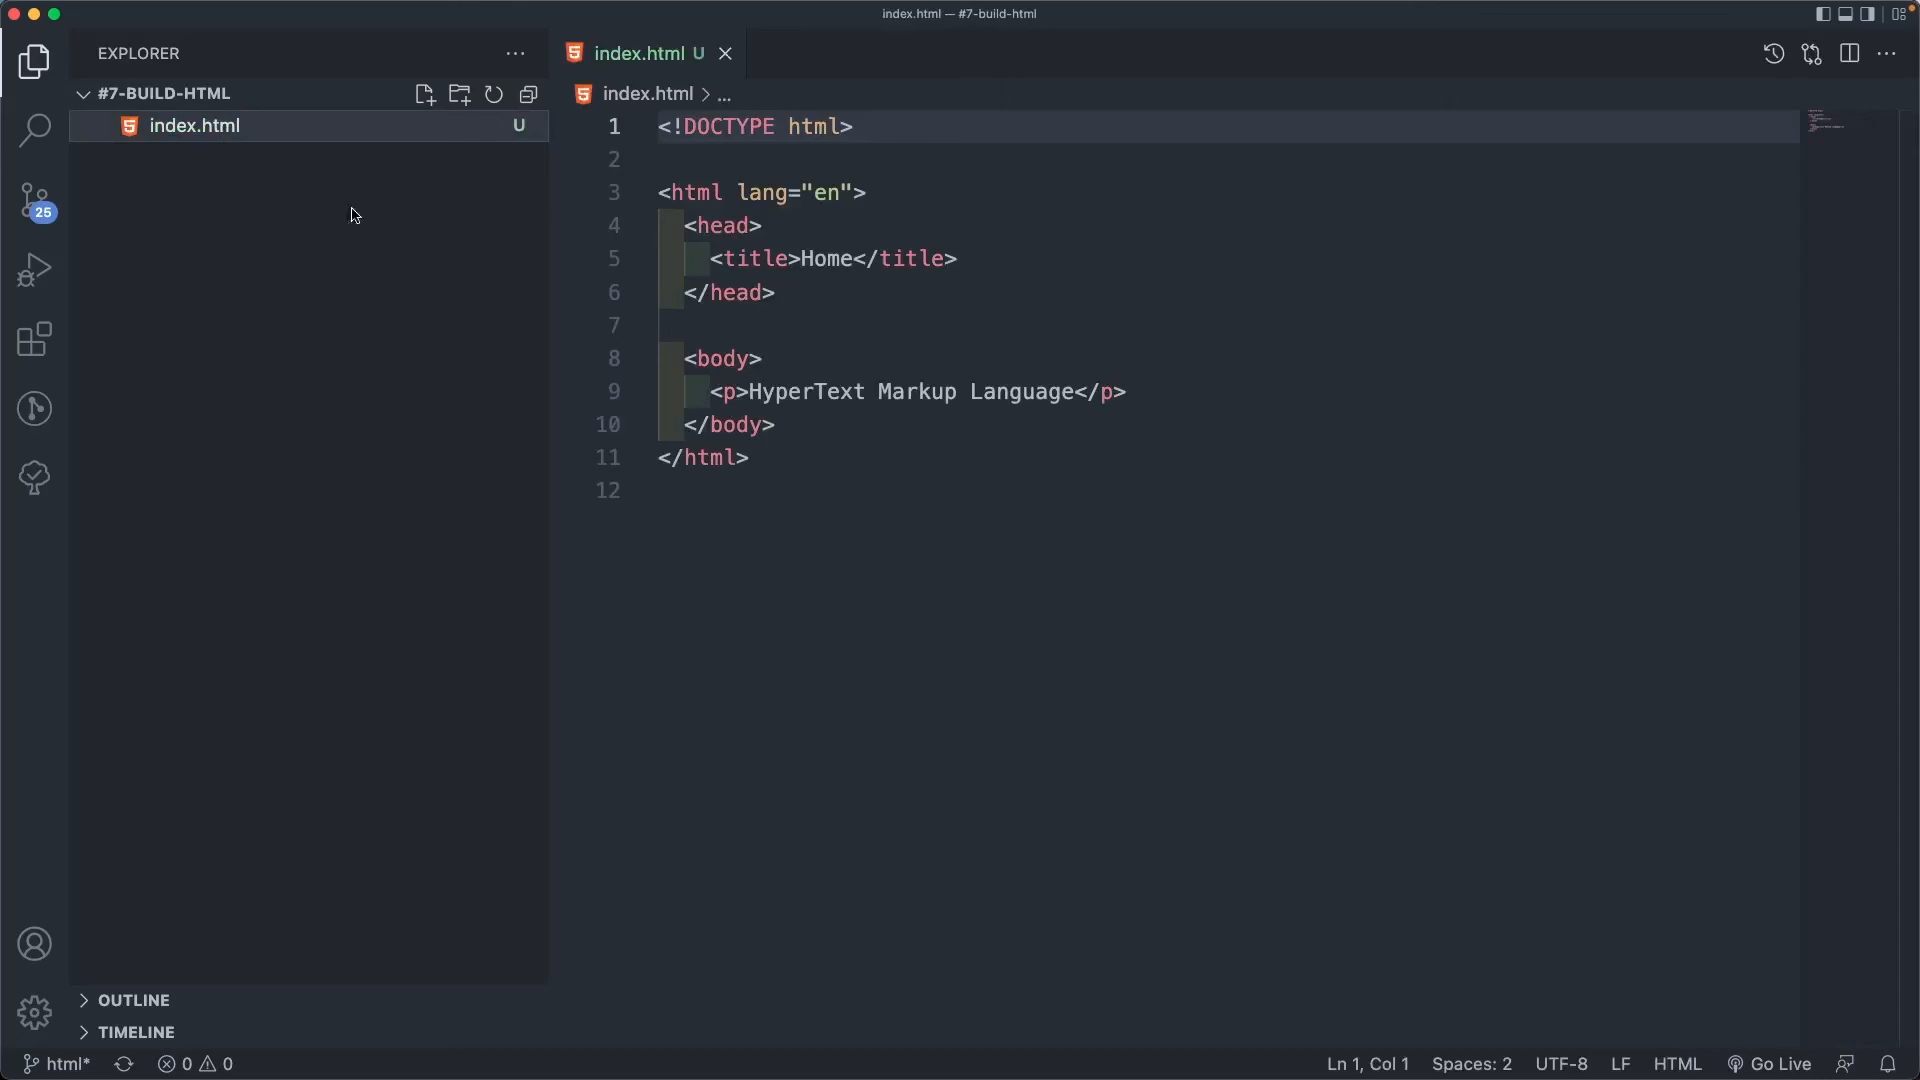 index.html — #7-build-html
EXPLORER
#7-BUILD-HTML
index.html U
25
OUTLINE
TIMELINE
index.html U
index.html > ...
1 <!DOCTYPE html>
2
3 <html lang="en">
4 <head>
5 <title>Home</title>
6 </head>
7
8 <body>
9 <p>HyperText Markup Language</p>
10 </body>
11 </html>
12
html* 0 0 Ln 1, Col 1 Spaces: 2 UTF-8 LF HTML Go Live